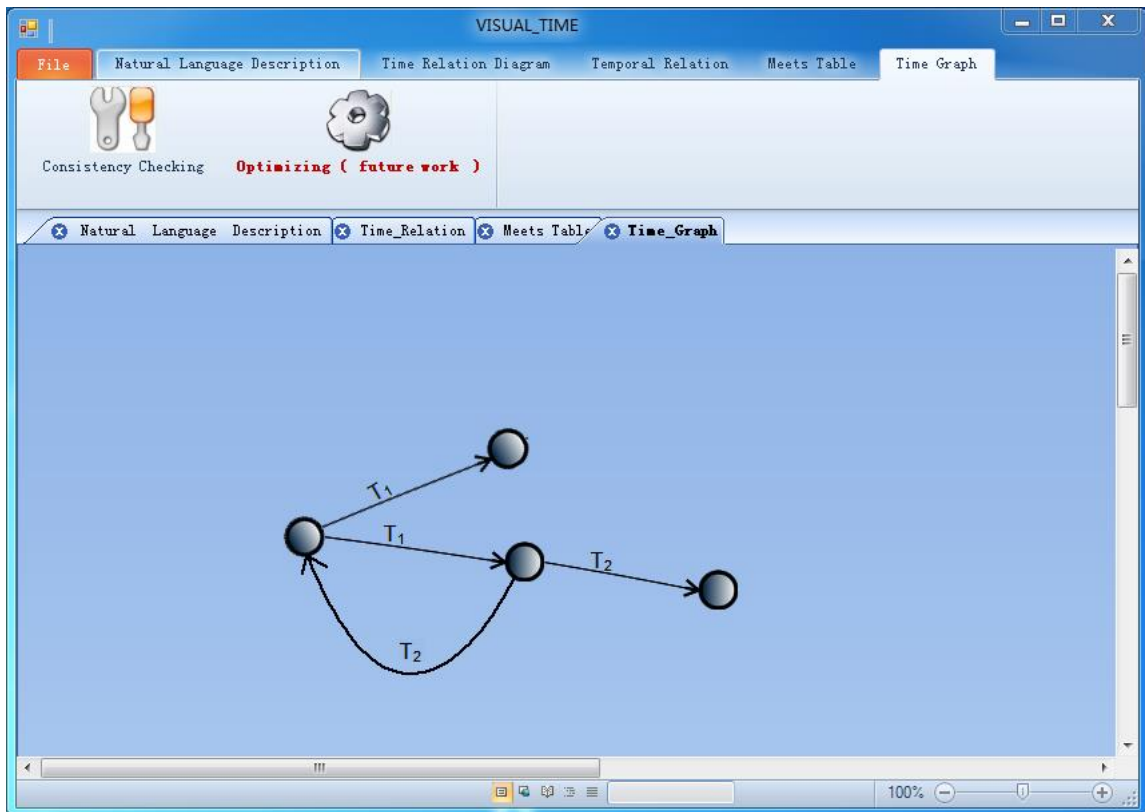 VISUAL_TIME
File Natural Language Description Time Relation Diagram Temporal Relation Meets Table Time Graph
Consistency Checking Optimizing ( future work )
Natural Language Description Time_Relation Meets Table Time_Graph
T₁
T₁
T₂
T₂
100%